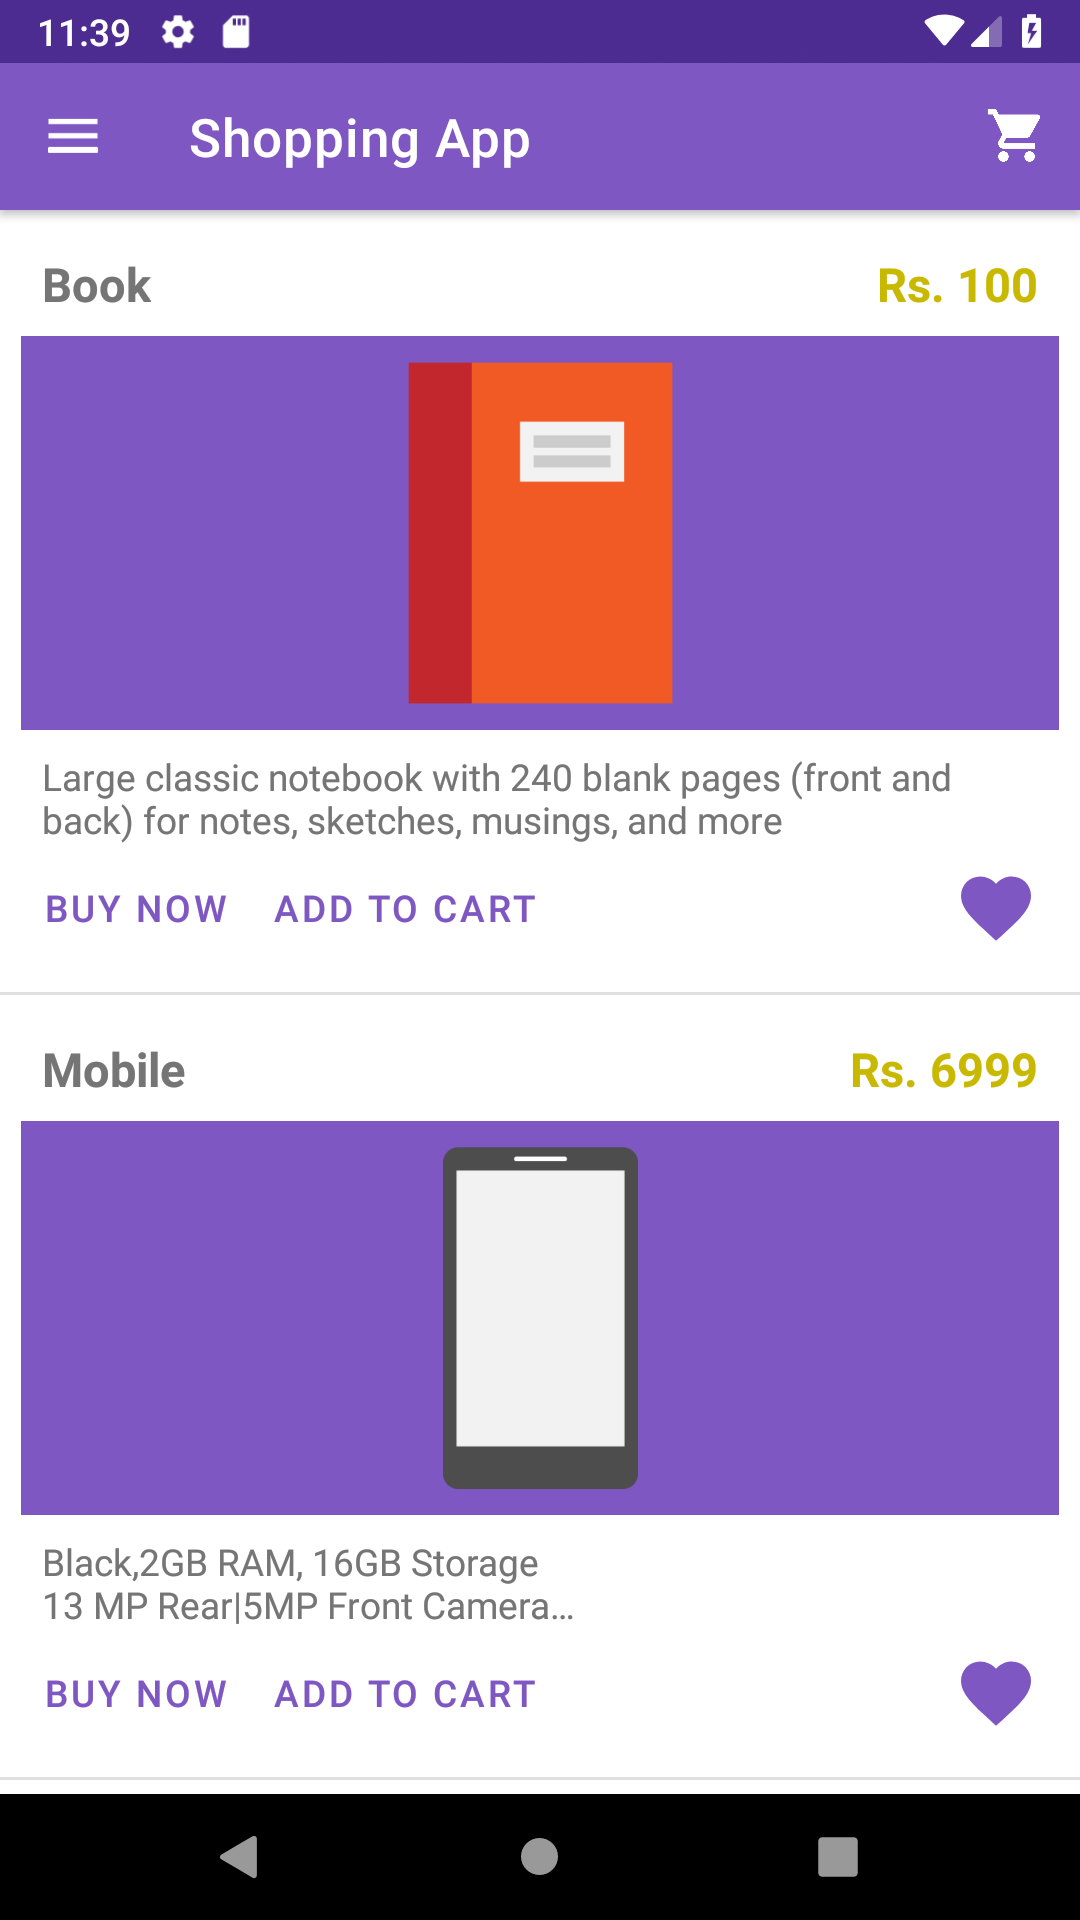 11:39
Shopping App
Book Rs. 100
Large classic notebook with 240 blank pages (front and
back) for notes, sketches, musings, and more
BUY NOW ADD TO CART
Mobile Rs. 6999
Black,2GB RAM, 16GB Storage
13 MP Rear|5MP Front Camera...
BUY NOW ADD TO CART